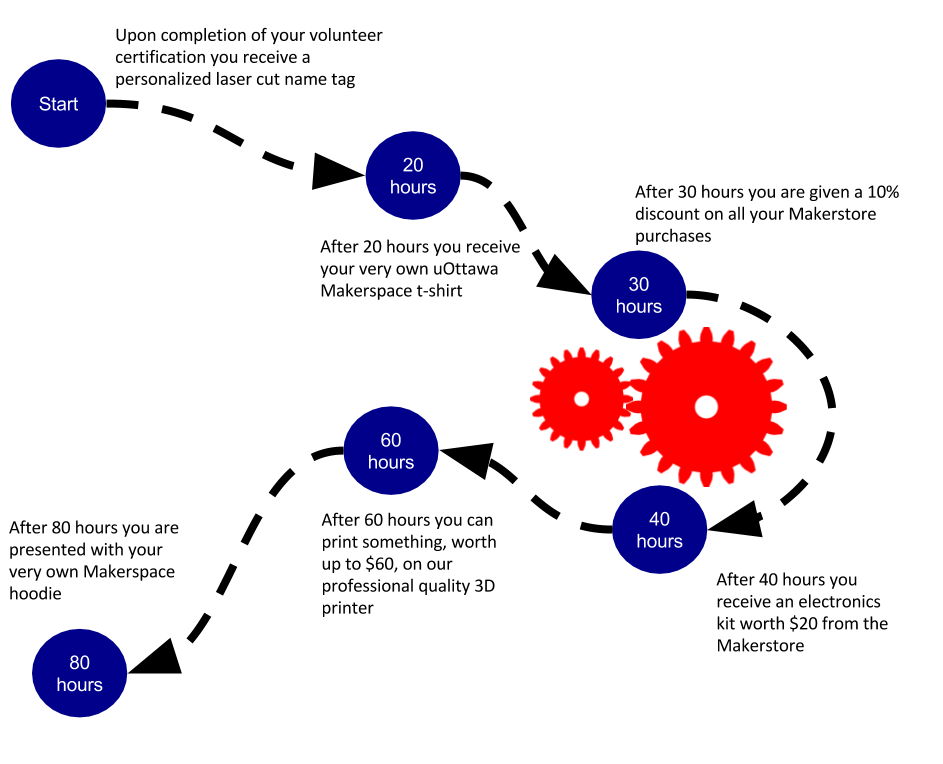 Upon completion of your volunteer
certification you receive a
personalized laser cut name tag
Start
20
hours
After 20 hours you receive
your very own uOttawa
Makerspace t-shirt
After 30 hours you are given a 10%
discount on all your Makerstore
purchases
30
hours
40
hours
After 40 hours you
receive an electronics
kit worth $20 from the
Makerstore
60
hours
After 60 hours you can
print something, worth
up to $60, on our
professional quality 3D
printer
After 80 hours you are
presented with your
very own Makerspace
hoodie
80
hours